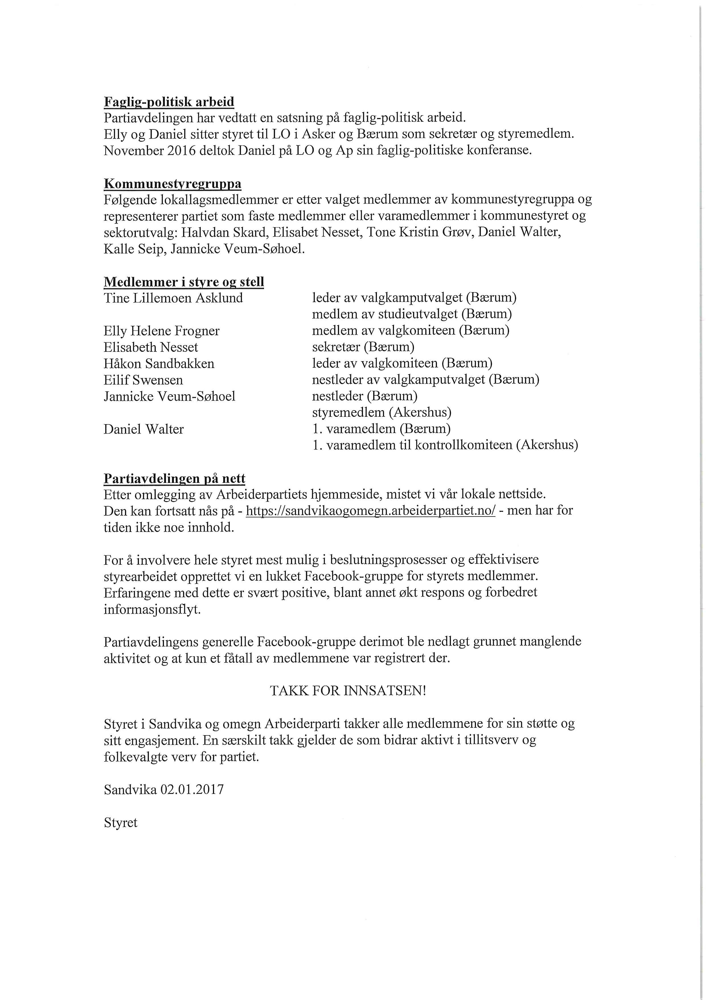 Faglig-politisk arbeid
Partiavdelingen har vedtatt en satsning på faglig-politisk arbeid.
Elly og Daniel sitter styret til LO i Asker og Bærum som sekretær og styremedlem.
November 2016 deltok Daniel på LO og Ap sin faglig-politiske konferanse.
Kommunestyregruppa
Følgende lokallagsmedlemmer er etter valget medlemmer av kommunestyregruppa og
representerer partiet som faste medlemmer eller varamedlemmer i kommunestyret og
sektorutvalg: Halvdan Skard, Elisabet Nesset, Tone Kristin Grøv, Daniel Walter,
Kalle Seip, Jannicke Veum-Søhoel.
Medlemmer i styre og stell
Tine Lillemoen Asklund leder av valgkamputvalget (Bærum)
medlem av studieutvalget (Bærum)
Elly Helene Frogner medlem av valgkomiteen (Bærum)
Elisabeth Nesset sekretær (Bærum)
Håkon Sandbakken leder av valgkomiteen (Bærum)
Eilif Swensen nestleder av valgkamputvalget (Bærum)
Jannicke Veum-Søhoel nestleder (Bærum)
styremedlem (Akershus)
Daniel Walter 1. varamedlem (Bærum)
1. varamedlem til kontrollkomiteen (Akershus)
Partiavdelingen på nett
Etter omlegging av Arbeiderpartiets hjemmeside, mistet vi vår lokale nettside.
Den kan fortsatt nås på - https://sandvikaogomegn.arbeiderpartiet.no/ - men har for
tiden ikke noe innhold.
For å involvere hele styret mest mulig i beslutningsprosesser og effektivisere
styrearbeidet opprettet vi en lukket Facebook-gruppe for styrets medlemmer.
Erfaringene med dette er svært positive, blant annet økt respons og forbedret
informasjonsflyt.
Partiavdelingens generelle Facebook-gruppe derimot ble nedlagt grunnet manglende
aktivitet og at kun et fåtall av medlemmene var registrert der.
TAKK FOR INNSATSEN!
Styret i Sandvika og omegn Arbeiderparti takker alle medlemmene for sin støtte og
sitt engasjement. En særskilt takk gjelder de som bidrar aktivt i tillitsverv og
folkevalgte verv for partiet.
Sandvika 02.01.2017
Styret